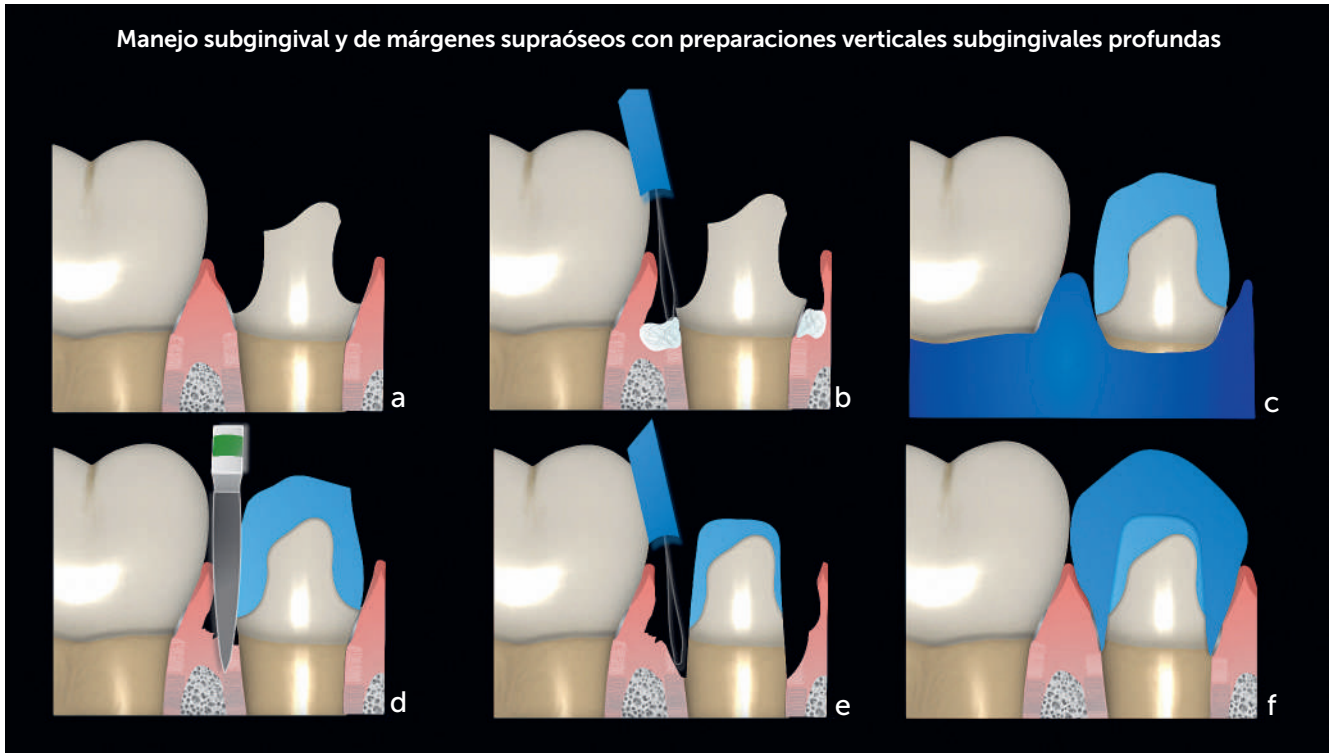 Manejo subgingival y de márgenes supraóseos con preparaciones verticales subgingivales profundas
a
b
c
d
e
f